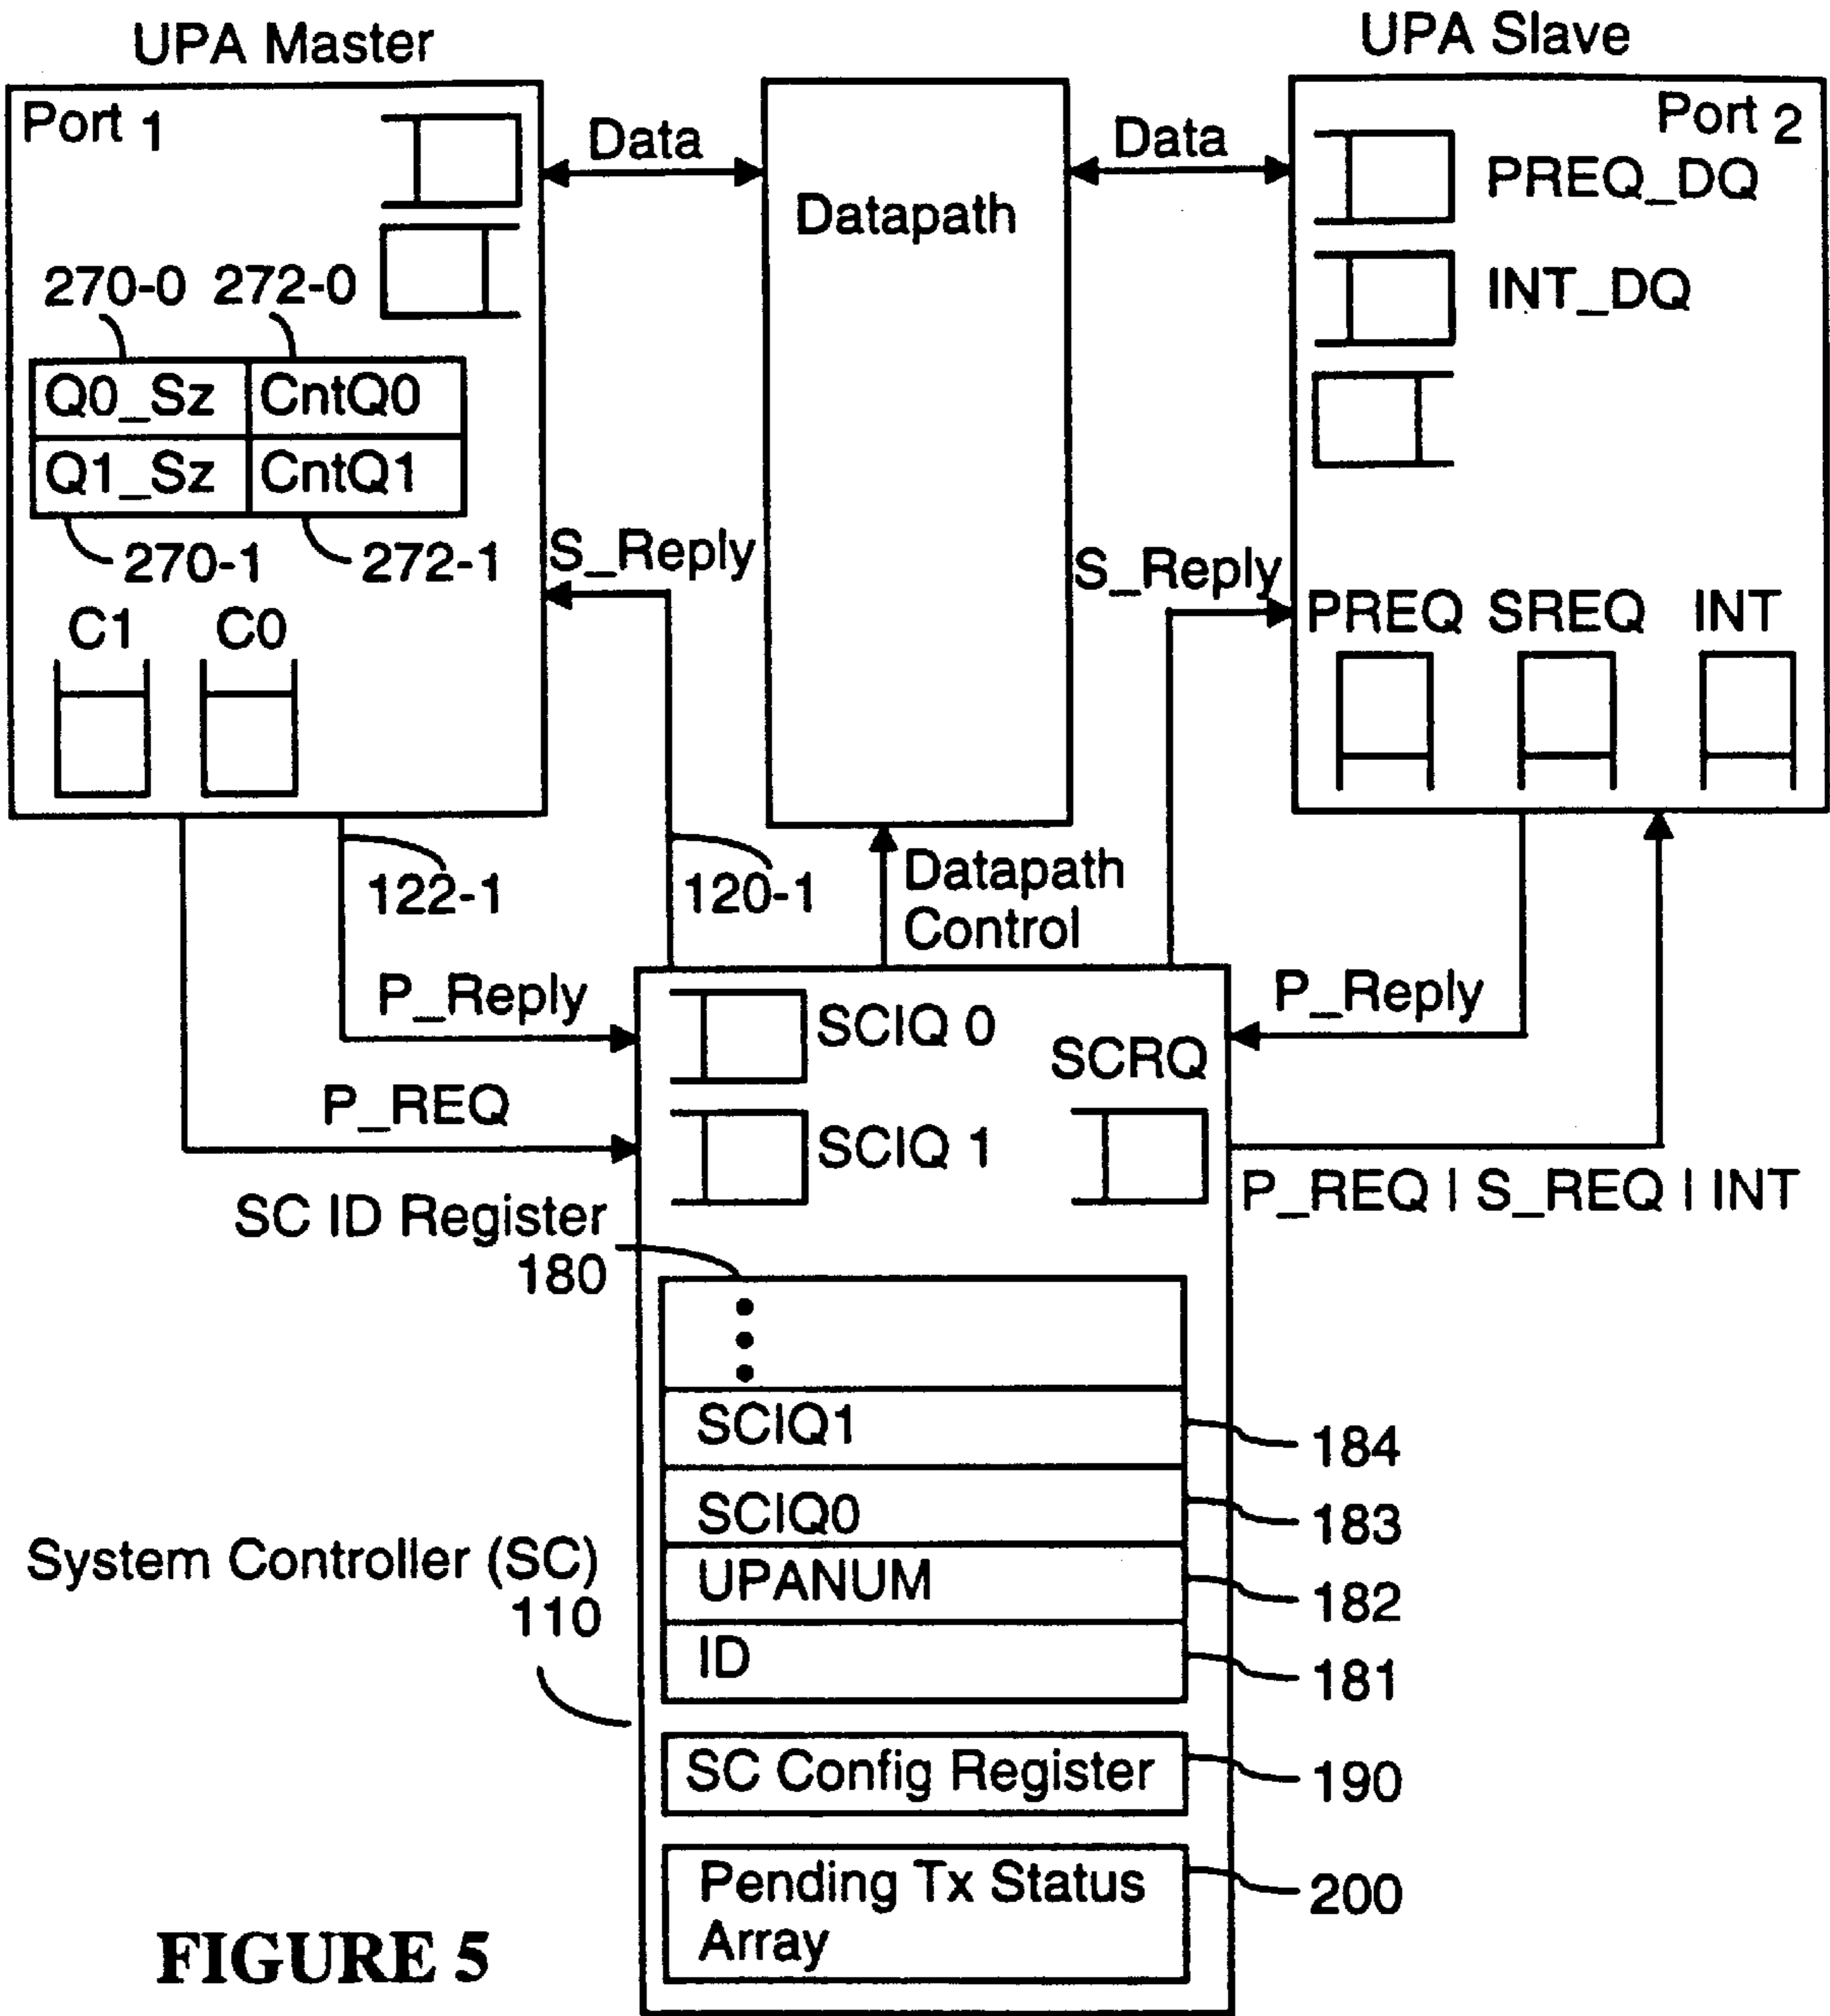 UPA Master
UPA Slave
Port 1
Data
Data
Port 2
Datapath
PREQ_DQ
INT_DQ
270-0 272-0
Q0_Sz CntQ0
Q1_Sz CntQ1
270-1 272-1
S_Reply
S_Reply
C1 C0
PREQ SREQ INT
122-1
120-1
Datapath
Control
P_Reply
P_Reply
SCIQ 0
SCRQ
P_REQ
SCIQ 1
P_REQ I S_REQ I INT
SC ID Register
180
SCIQ1
184
SCIQ0
183
System Controller (SC)
110
UPANUM
182
ID
181
SC Config Register
190
Pending Tx Status
Array
200
FIGURE 5